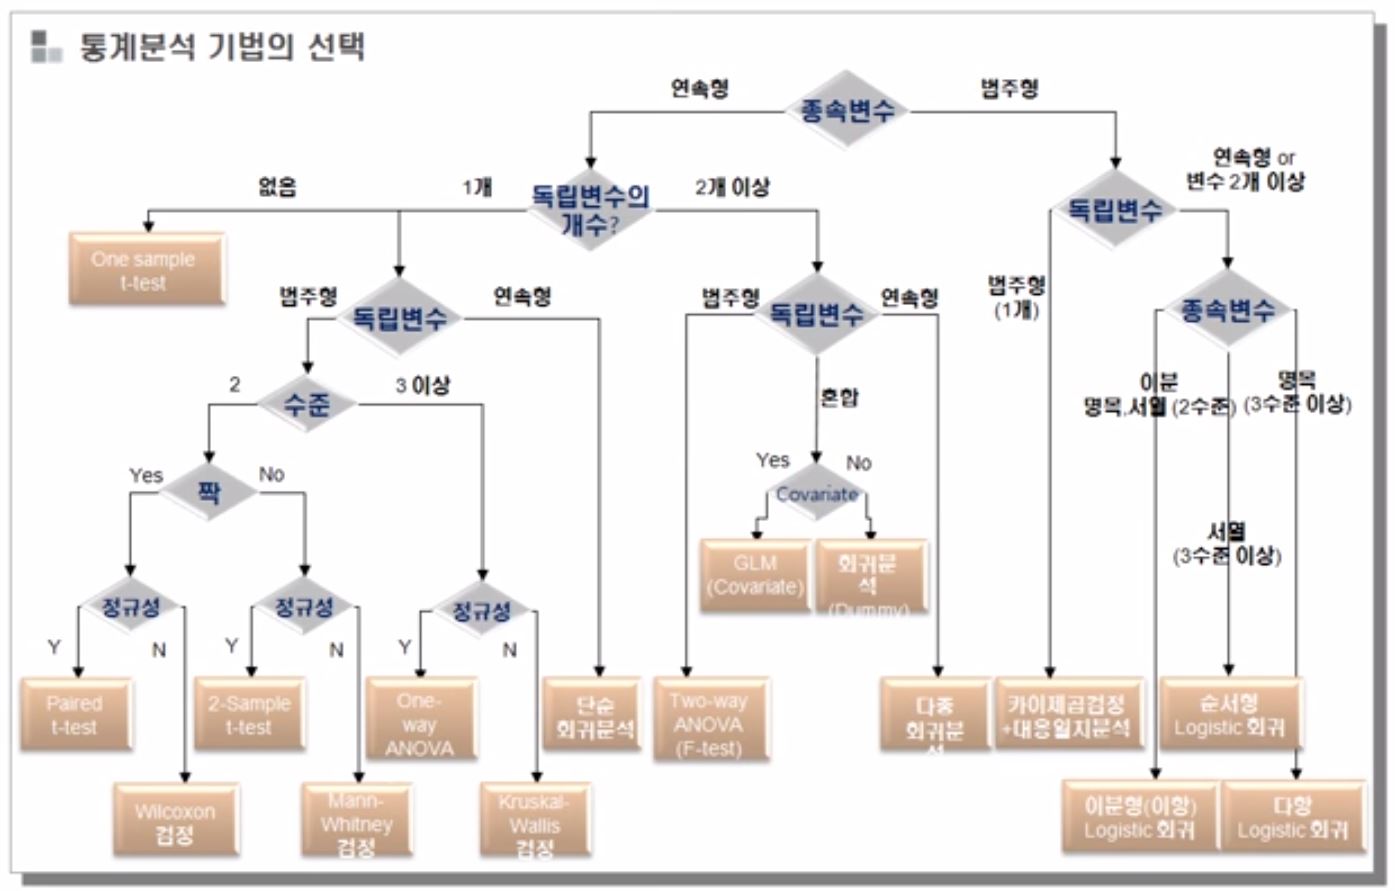 통계분석 기법의 선택
연속형
종속변수
범주형
없음
1개
독립변수의
개수?
2개 이상
독립변수
연속형 or
변수 2개 이상
One sample
t-test
범주형
독립변수
연속형
범주형
독립변수
연속형
범주형
(1개)
종속변수
2
수준
3 이상
혼합
이분
명목,서열 (2수준)
명목
(3수준 이상)
Yes
짝
No
Yes
No
Covariate
서열
(3수준 이상)
GLM
(Covariate)
회귀분
석
(Dummy)
정규성
정규성
정규성
Y
N
Y
N
Y
N
Paired
t-test
2-Sample
t-test
One-
way
ANOVA
단순
회귀분석
Two-way
ANOVA
(F-test)
다중
회귀분
석
카이제곱검정
+대응일치분석
순서형
Logistic 회귀
Wilcoxon
검정
Mann-
Whitney
검정
Kruskal-
Wallis
검정
이분형(이항)
Logistic 회귀
다항
Logistic 회귀